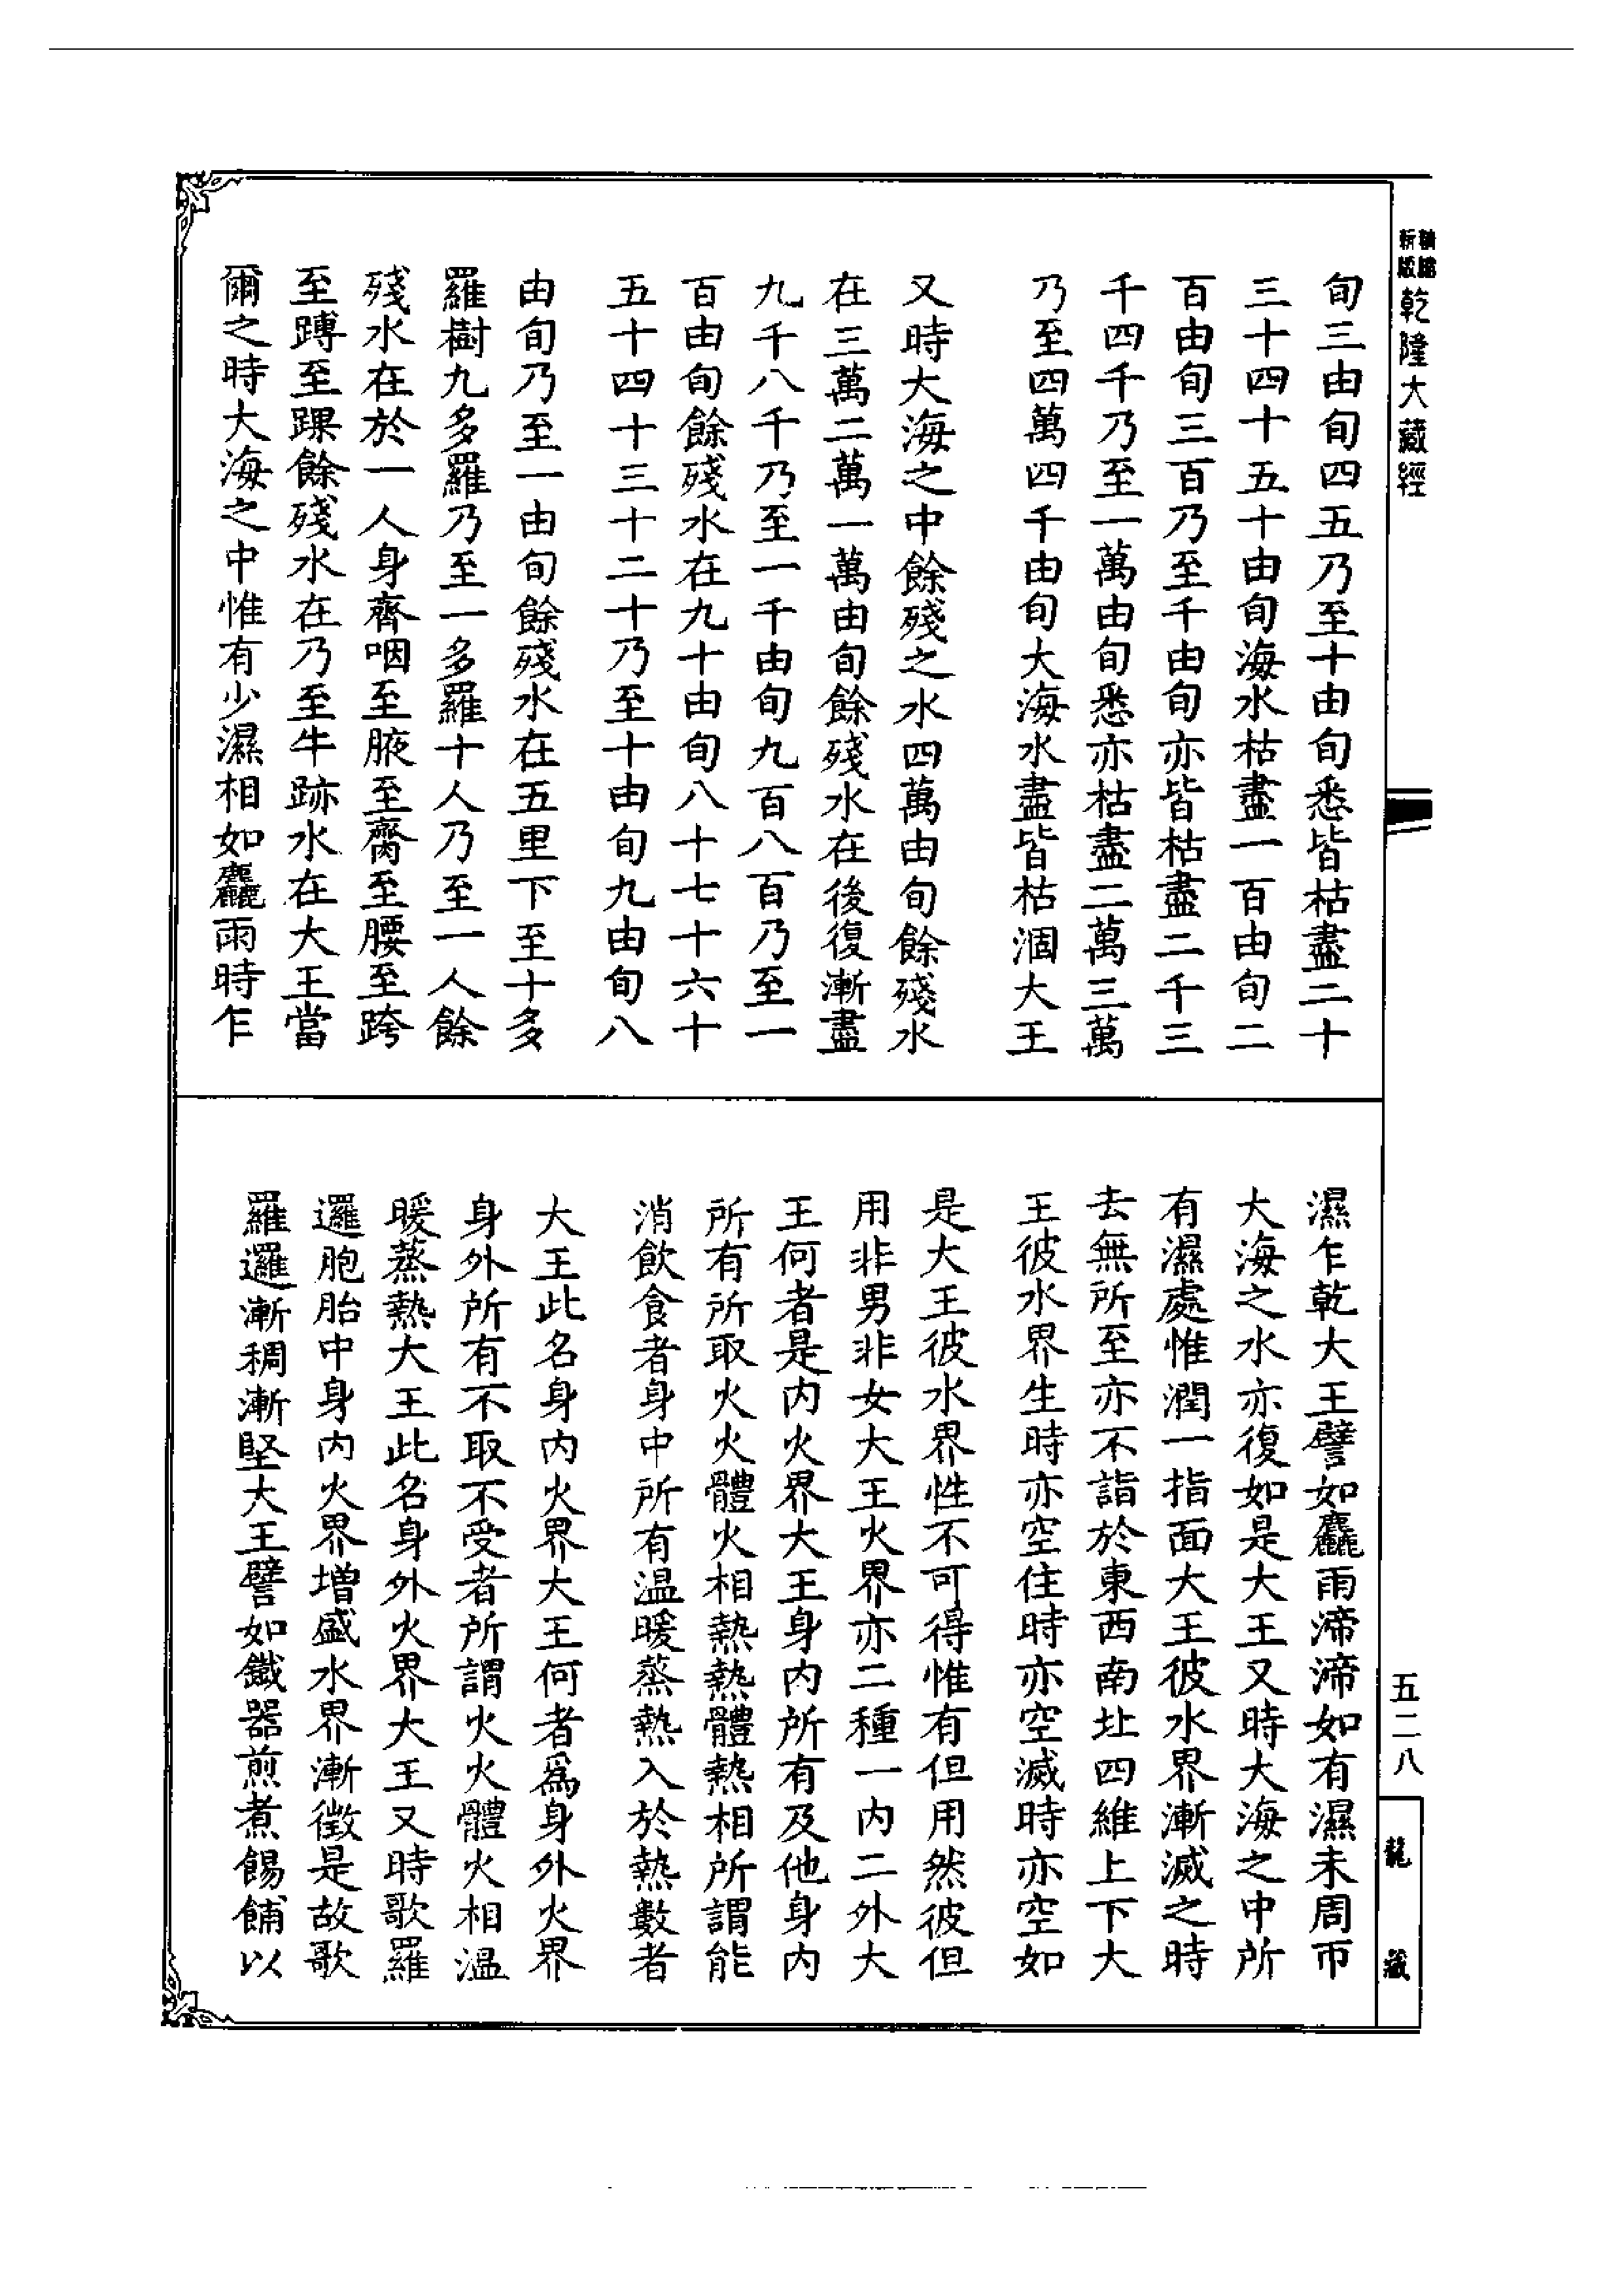 精縮新版乾隆大藏經
旬三由旬四五乃至十由旬悉皆枯盡二十
三十四十五十由旬海水枯盡一百由旬二
百由旬三百乃至千由旬亦皆枯盡二千三
千四千乃至一萬由旬悉亦枯盡二萬三萬
乃至四萬四千由旬大海水盡皆枯涸大王
又時大海之中餘殘之水四萬由旬餘殘水
在三萬二萬一萬由旬餘殘水在後復漸盡
九千八千乃至一千由旬九百八百乃至一
百由旬餘殘水在九十由旬八十七十六十
五十四十三十二十乃至十由旬九由旬八
由旬乃至一由旬餘殘水在五里下至十多
羅樹九多羅乃至一多羅十人乃至一人餘
殘水在於一人身齊咽至腋至臍至腰至跨
至䏶至踝餘殘水在乃至牛跡水在大王當
爾之時大海之中惟有少濕相如麤雨時乍
濕乍乾大王譬如麤雨渧渧如有濕未周帀
大海之水亦復如是大王又時大海之中所
有濕處惟潤一指面大王彼水界漸滅之時
去無所至亦不詣於東西南北四維上下大
王彼水界生時亦空住時亦空滅時亦空如
是大王彼水界性不可得惟有但用然彼但
用非男非女大王火界亦二種一內二外大
王何者是內火界大王身內所有及他身內
所有所取火火體火相熱熱體熱相所謂能
消飲食者身中所有温暖蒸熱入於熱數者
大王此名身內火界大王何者爲身外火界
身外所有不取不受者所謂火火體火相温
暖蒸熱大王此名身外火界大王又時歌羅
邏胞胎中身內火界增盛水界漸微是故歌
羅邏漸稠漸堅大王譬如鐵器煎煮餳餔以
五二八
龍藏